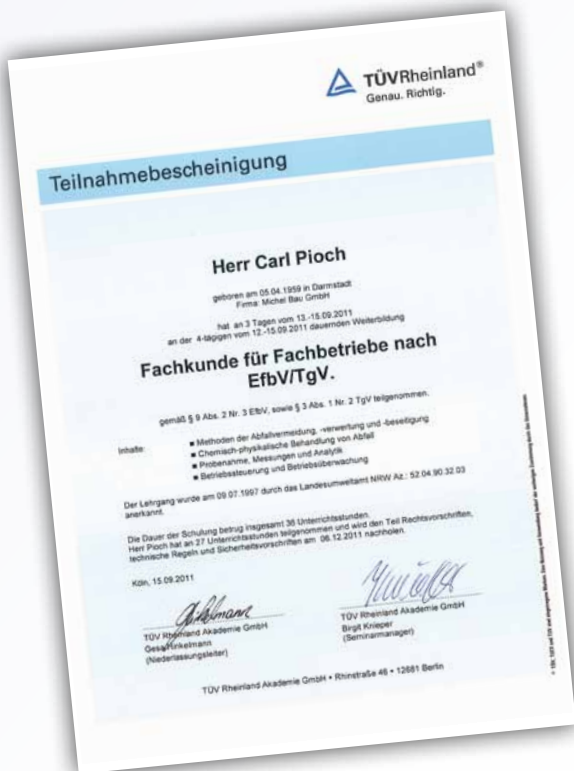 TÜVRheinland®
Genau. Richtig.
Teilnahmebescheinigung
Herr Carl Pioch
geboren am 05.04.1959 in Darmstadt
Firma: Michel Bau GmbH
hat an 3 Tagen vom 13.-15.09.2011
an der 4-tägigen vom 12.-15.09.2011 dauernden Weiterbildung
Fachkunde für Fachbetriebe nach
EfbV/TgV.
gemäß § 9 Abs. 2 Nr. 3 EfbV, sowie § 3 Abs. 1 Nr. 2 TgV teilgenommen.
Inhalte: ■ Methoden der Abfallvermeidung, -verwertung und -beseitigung
■ Chemisch-physikalische Behandlung von Abfall
■ Probenahme, Messungen und Analytik
■ Betriebssteuerung und Betriebsüberwachung
Der Lehrgang wurde am 09.07.1997 durch das Landesumweltamt NRW Az.: 52.04.90.32.03
anerkannt.
Die Dauer der Schulung betrug insgesamt 36 Unterrichtsstunden.
Herr Pioch hat an 27 Unterrichtsstunden teilgenommen und wird den Teil Rechtsvorschriften,
technische Regeln und Sicherheitsvorschriften am 06.12.2011 nachholen.
Köln, 15.09.2011
TÜV Rheinland Akademie GmbH
Gesa Hinkelmann
(Niederlassungsleiter)
TÜV Rheinland Akademie GmbH
Birgit Knieper
(Seminarmanager)
TÜV Rheinland Akademie GmbH • Rhinstraße 46 • 12681 Berlin